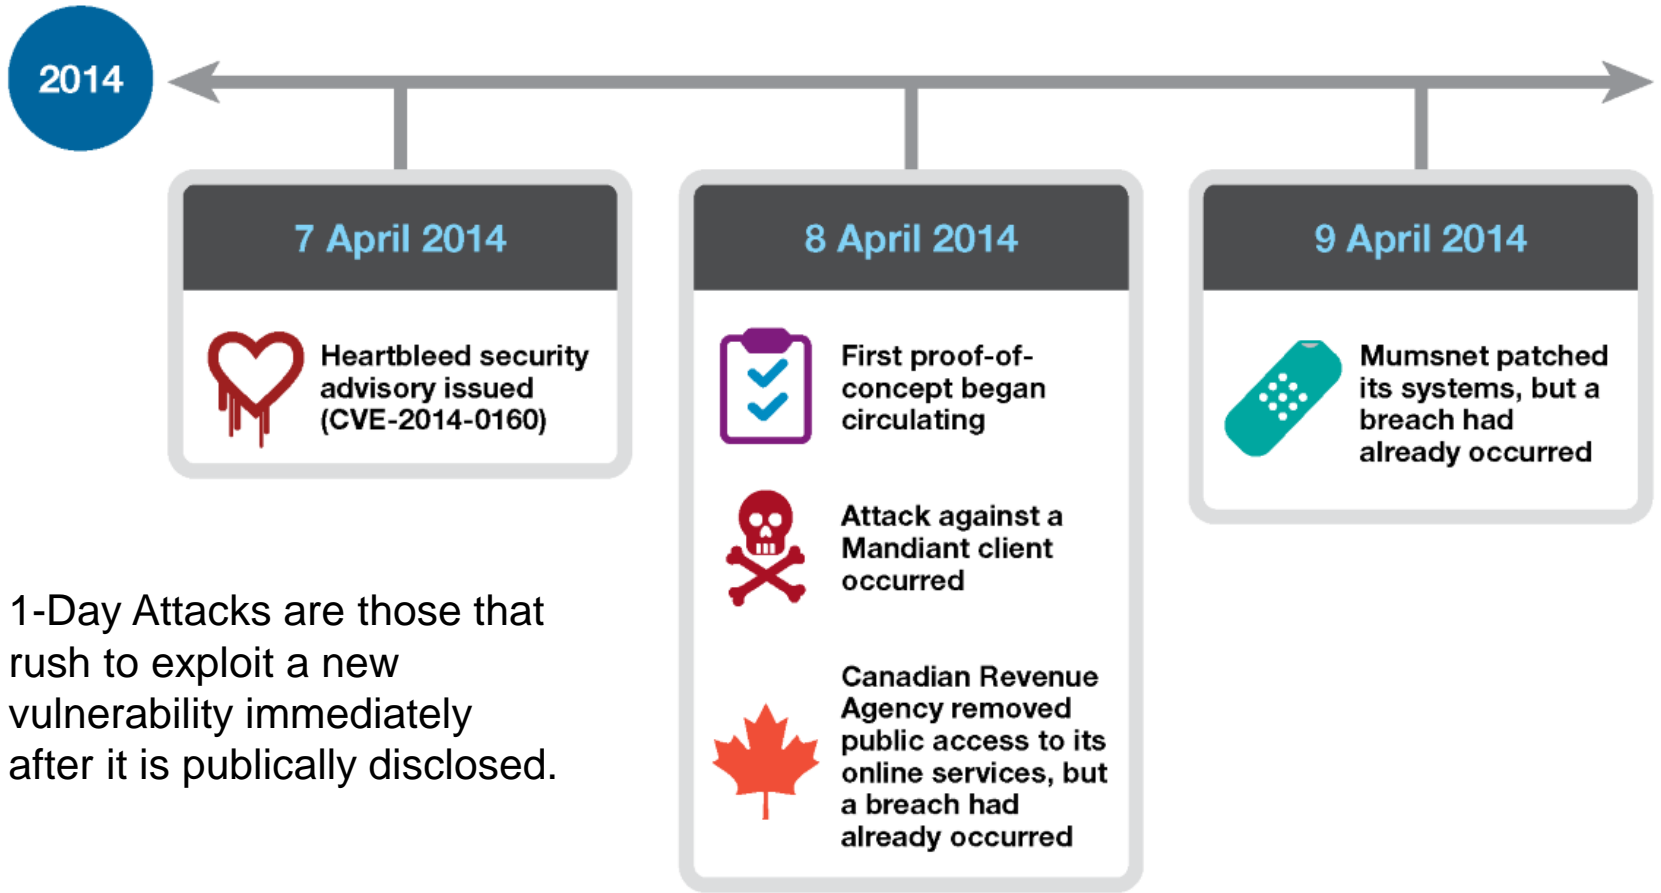 2014
7 April 2014
Heartbleed security
advisory issued
(CVE-2014-0160)
8 April 2014
First proof-of-
concept began
circulating
Attack against a
Mandiant client
occurred
Canadian Revenue
Agency removed
public access to its
online services, but
a breach had
already occurred
9 April 2014
Mumsnet patched
its systems, but a
breach had
already occurred
1-Day Attacks are those that
rush to exploit a new
vulnerability immediately
after it is publically disclosed.